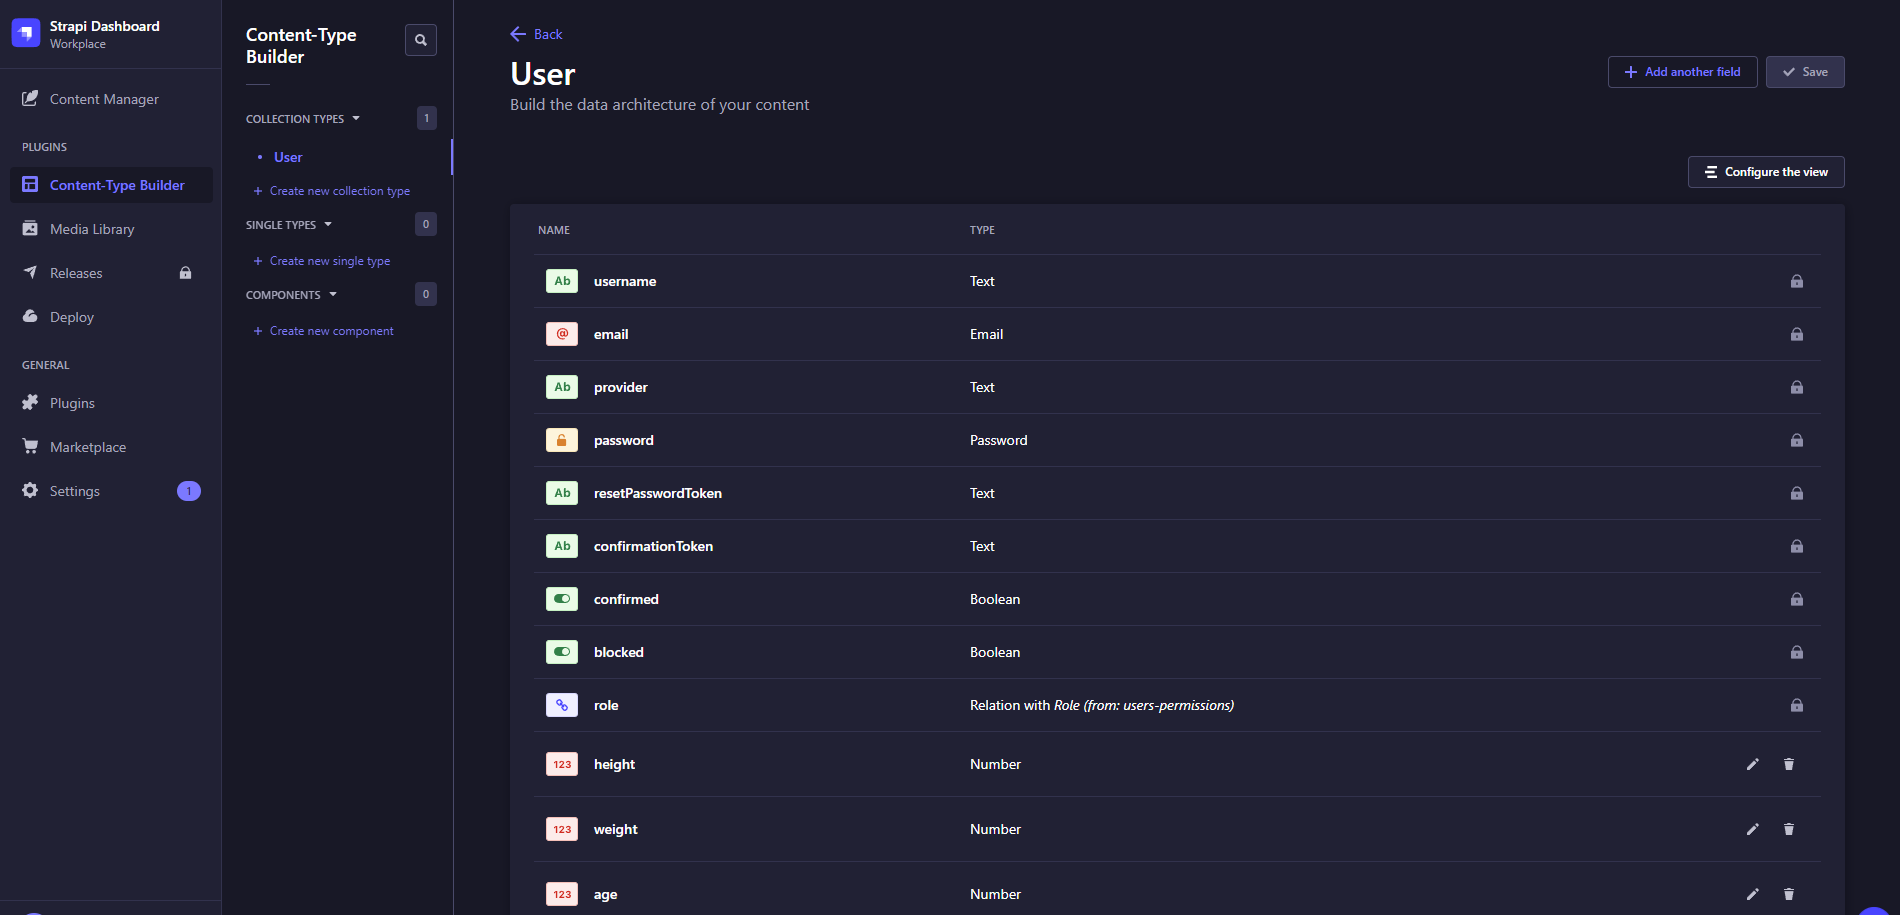 Strapi Dashboard
Workplace
Content Manager
PLUGINS
Content-Type Builder
Media Library
Releases
Deploy
GENERAL
Plugins
Marketplace
Settings
1
Content-Type
Builder
COLLECTION TYPES
1
User
Create new collection type
SINGLE TYPES
0
Create new single type
COMPONENTS
0
Create new component
Back
User
Build the data architecture of your content
Add another field
Save
Configure the view
NAME TYPE
Ab username Text
@ email Email
Ab provider Text
password Password
Ab resetPasswordToken Text
Ab confirmationToken Text
confirmed Boolean
blocked Boolean
role Relation with Role (from: users-permissions)
123 height Number
123 weight Number
123 age Number